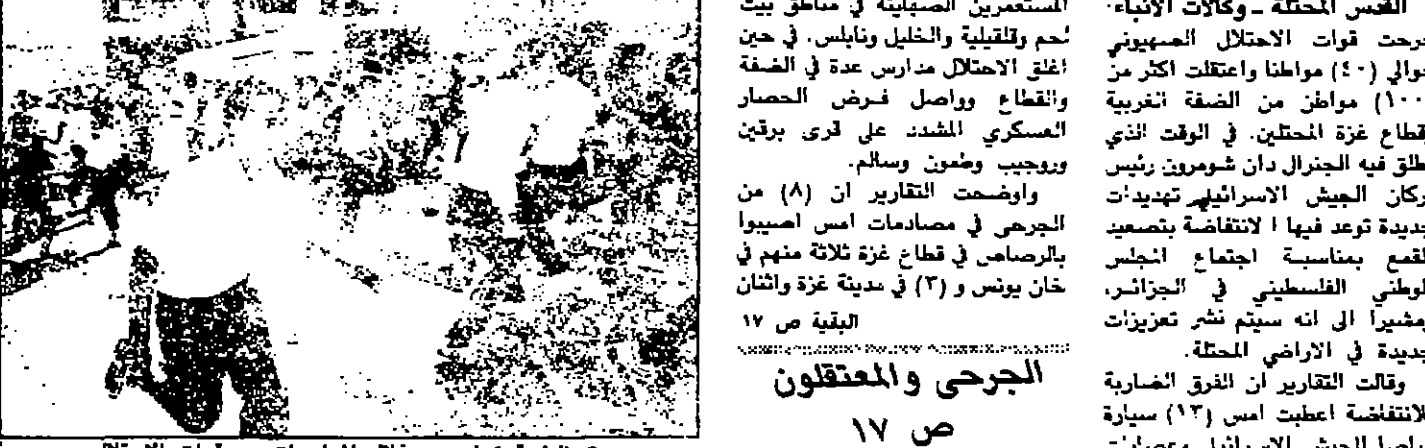 القدس المحتلة - وكالات الانباء:
جرحت قوات الاحتلال الصهيوني
حوالي (٤٠) مواطنا واعتقلت اكثر من
(١٠٠) مواطن من الضفة الغربية
وقطاع غزة المحتلين. في الوقت الذي
اطلق فيه الجنرال دان شومرون رئيس
اركان الجيش الاسرائيلي تهديدات
جديدة توعد فيها ا لانتفاضة بتصعيد
القمع بمناسبة اجتماع المجلس
الوطني الفلسطيني في الجزائر.
ومشيرا الى انه سيتم نشر تعزيزات
جديدة في الاراضي المحتلة.
وقالت التقارير ان الفرق الضاربة
للانتفاضة اعطبت امس (١٣) سيارة
الجيش الاسرائيلي
المستعمرين الصهاينة في مناطق بيت
لحم وقلقيلية والخليل ونابلس. في حين
اغلق الاحتلال مدارس عدة في الضفة
والقطاع وواصل فرض الحصار
العسكري المشدد على قرى برقين
وروجيب وطمون وسالم.
واوضحت التقارير ان (٨) من
الجرحى في مصادمات امس اصيبوا
بالرصاص في قطاع غزة ثلاثة منهم في
خان يونس و (٣) في مدينة غزة واثنان
البقية ص ١٧
الجرحى والمعتقلون
ص ١٧